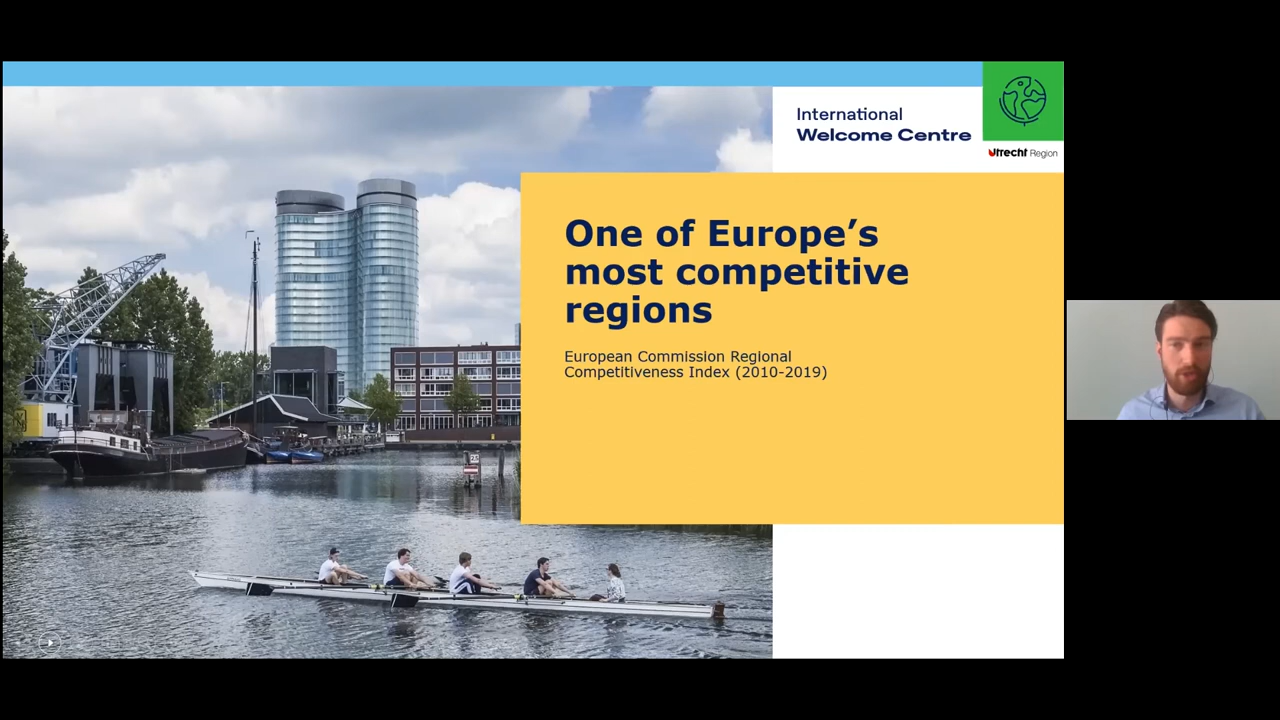 International
Welcome Centre
Utrecht Region
One of Europe’s
most competitive
regions
European Commission Regional
Competitiveness Index (2010-2019)